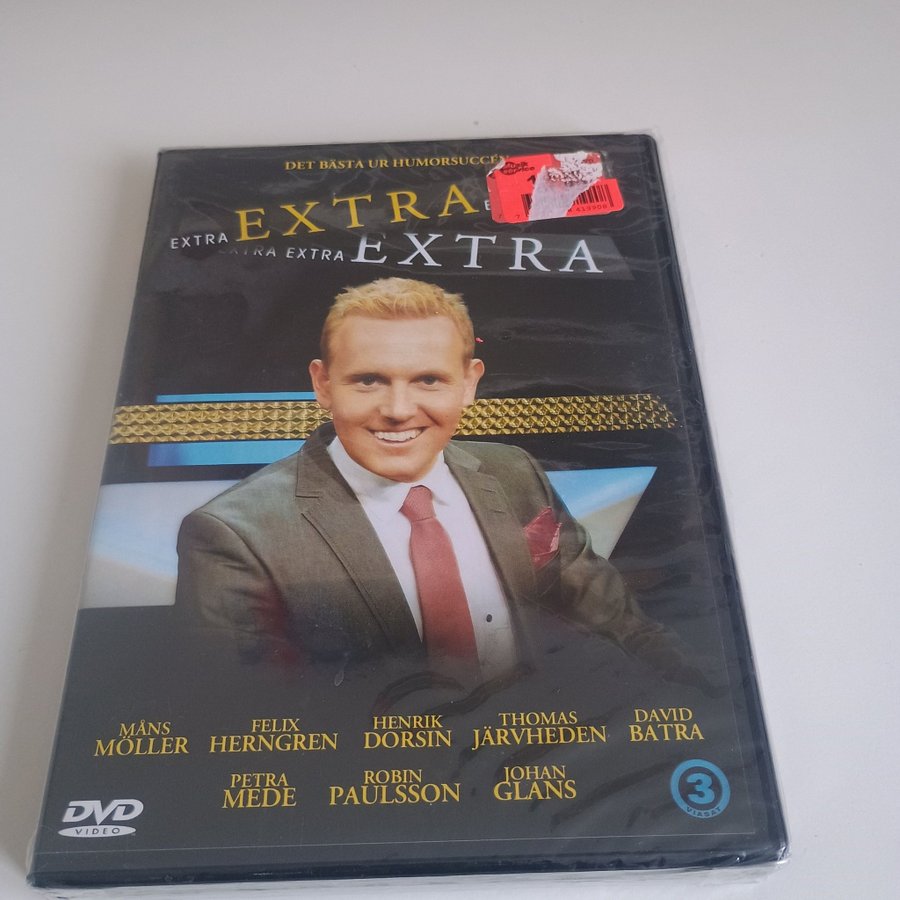 DET BÄSTA UR HUMORSUCCÉN
EXTRA EXTRA
EXTRA EXTRA EXTRA
MÅNS MÖLLER
FELIX HERNGREN
HENRIK DORSIN
THOMAS JÄRVHEDEN
DAVID BATRA
PETRA MEDE
ROBIN PAULSSON
JOHAN GLANS
DVD
VIDEO
3
VIASAT